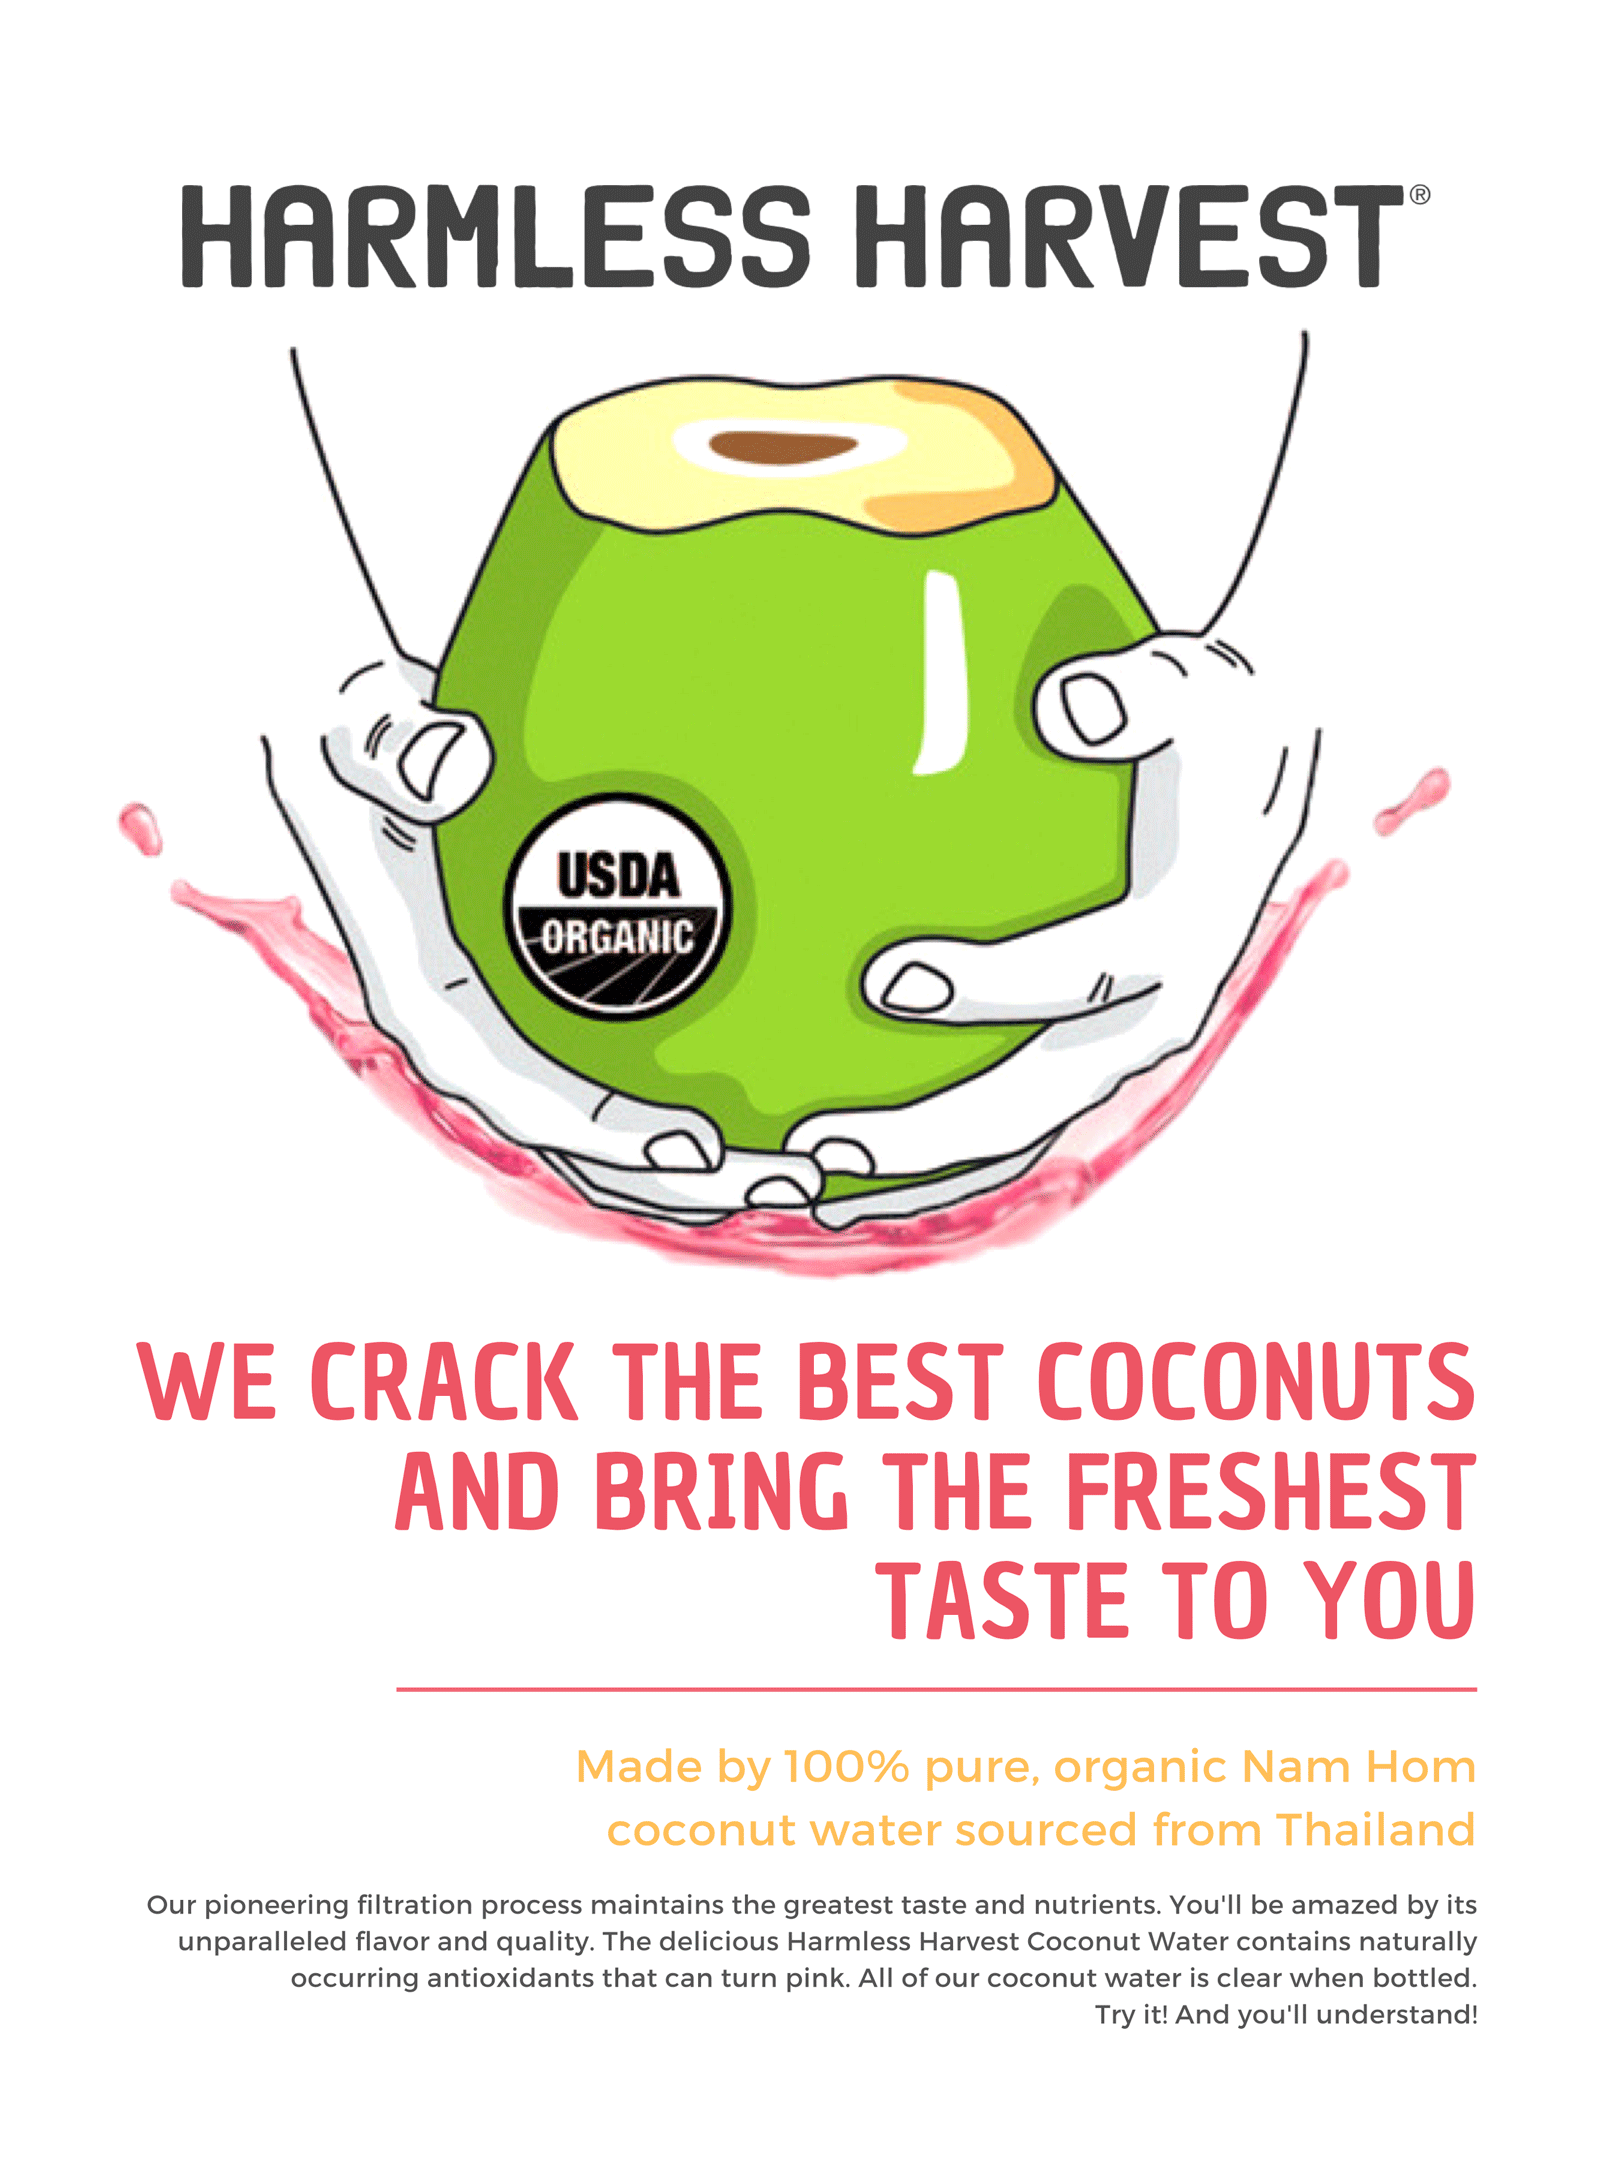 HARMLESS HARVEST®
USDA
ORGANIC
WE CRACK THE BEST COCONUTS
AND BRING THE FRESHEST
TASTE TO YOU
Made by 100% pure, organic Nam Hom
coconut water sourced from Thailand
Our pioneering filtration process maintains the greatest taste and nutrients. You'll be amazed by its
unparalleled flavor and quality. The delicious Harmless Harvest Coconut Water contains naturally
occurring antioxidants that can turn pink. All of our coconut water is clear when bottled.
Try it! And you'll understand!